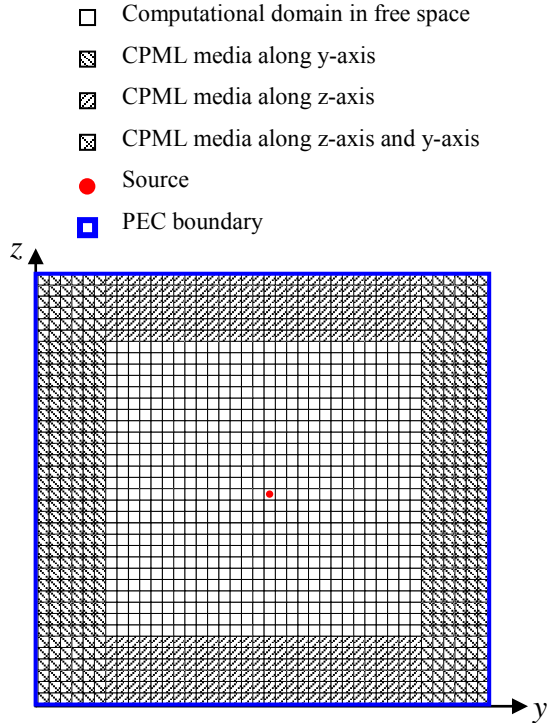 Computational domain in free space
CPML media along y-axis
CPML media along z-axis
CPML media along z-axis and y-axis
Source
PEC boundary
z
y